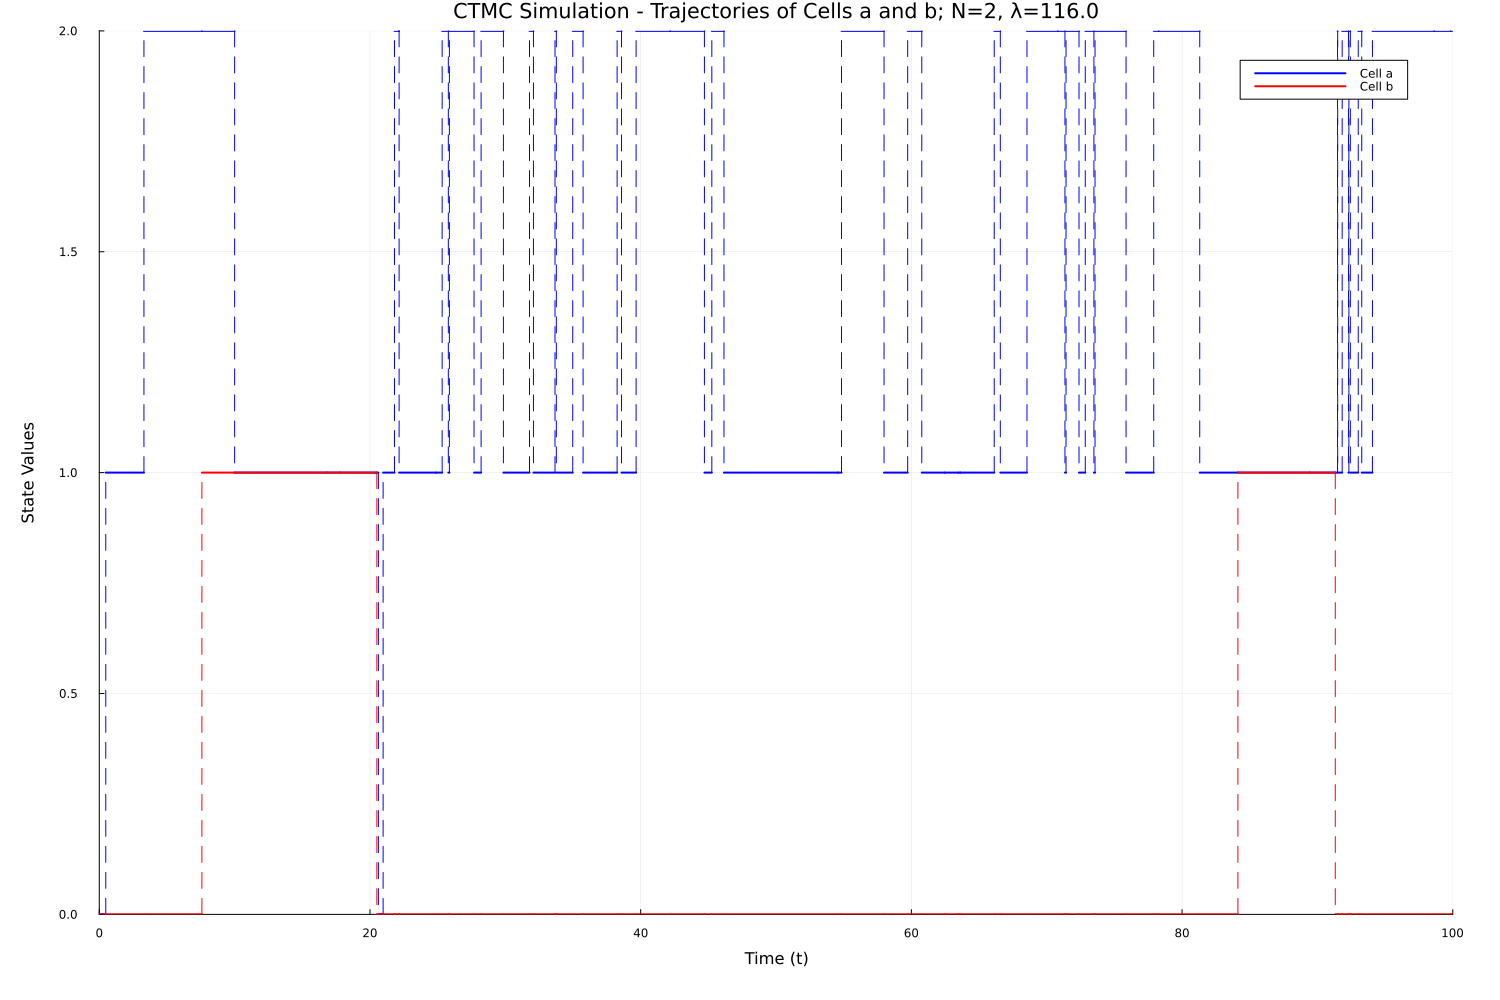 CTMC Simulation - Trajectories of Cells a and b; N=2, λ=116.0
2.0
Cell a
Cell b
1.5
1.0
State Values
0.5
0.0
0 20 40 60 80 100
Time (t)